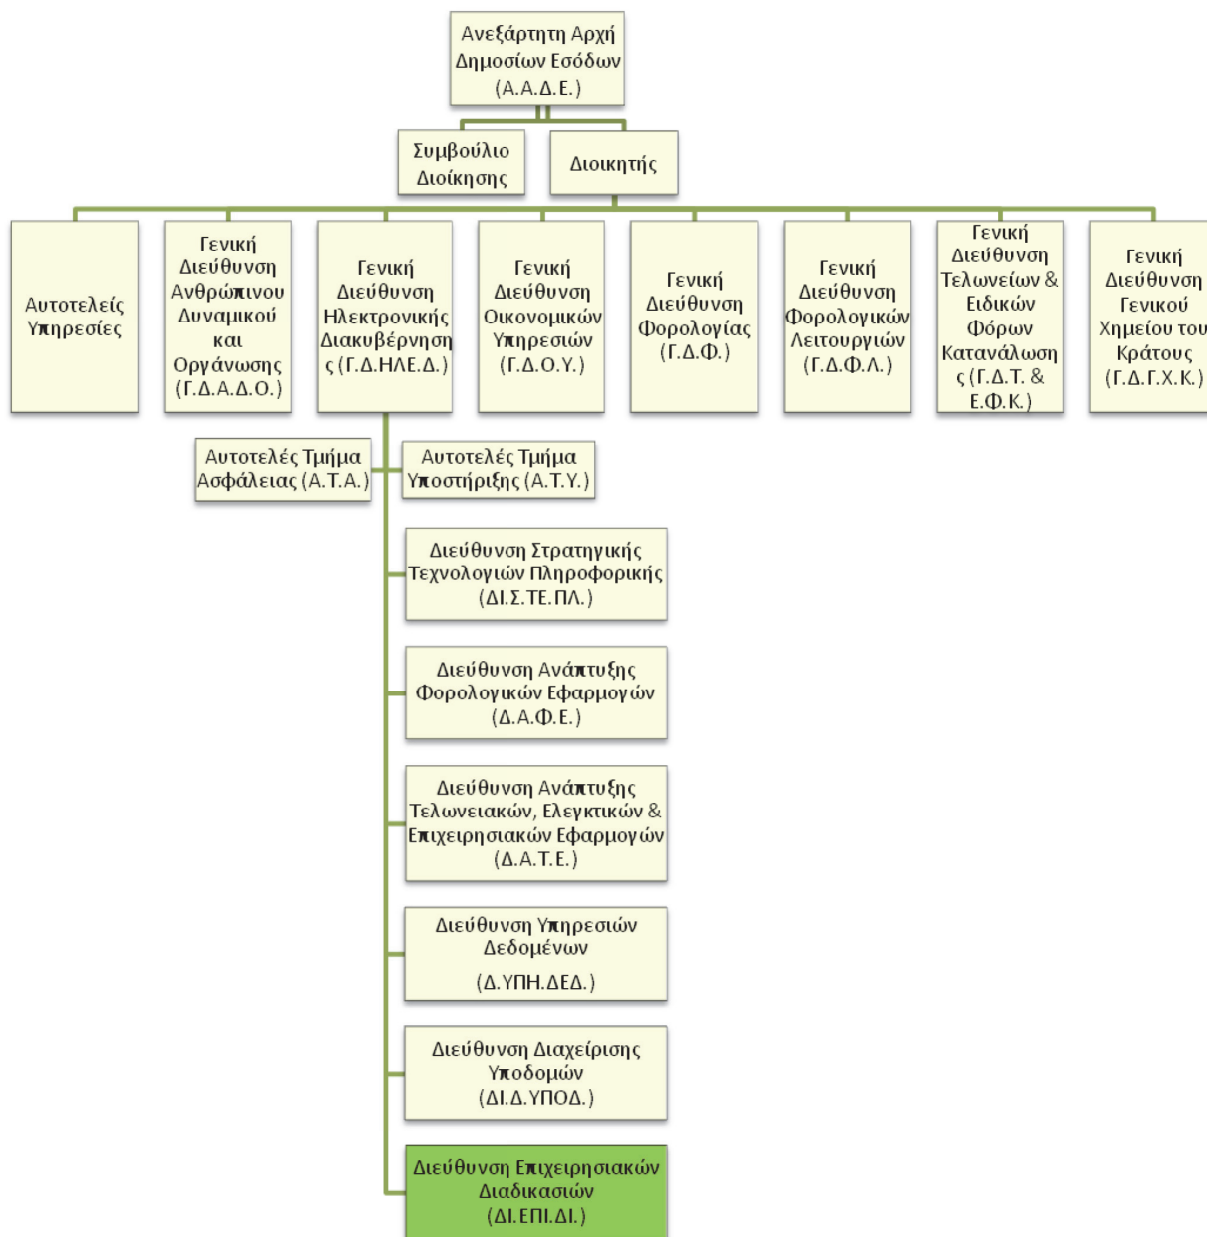 Ανεξάρτητη Αρχή
Δημοσίων Εσόδων
(Α.Α.Δ.Ε.)
Συμβούλιο
Διοίκησης
Διοικητής
Αυτοτελείς
Υπηρεσίες
Γενική
Διεύθυνση
Ανθρώπινου
Δυναμικού
και
Οργάνωσης
(Γ.Δ.Α.Δ.Ο.)
Γενική
Διεύθυνση
Ηλεκτρονικής
Διακυβέρνηση
ς (Γ.Δ.ΗΛΕ.Δ.)
Γενική
Διεύθυνση
Οικονομικών
Υπηρεσιών
(Γ.Δ.Ο.Υ.)
Γενική
Διεύθυνση
Φορολογίας
(Γ.Δ.Φ.)
Γενική
Διεύθυνση
Φορολογικών
Λειτουργιών
(Γ.Δ.Φ.Λ.)
Γενική
Διεύθυνση
Τελωνείων &
Ειδικών
Φόρων
Κατανάλωση
ς (Γ.Δ.Τ. &
Ε.Φ.Κ.)
Γενική
Διεύθυνση
Γενικού
Χημείου του
Κράτους
(Γ.Δ.Γ.Χ.Κ.)
Αυτοτελές Τμήμα
Ασφάλειας (Α.Τ.Α.)
Αυτοτελές Τμήμα
Υποστήριξης (Α.Τ.Υ.)
Διεύθυνση Στρατηγικής
Τεχνολογιών Πληροφορικής
(ΔΙ.Σ.ΤΕ.ΠΛ.)
Διεύθυνση Ανάπτυξης
Φορολογικών Εφαρμογών
(Δ.Α.Φ.Ε.)
Διεύθυνση Ανάπτυξης
Τελωνειακών, Ελεγκτικών &
Επιχειρησιακών Εφαρμογών
(Δ.Α.Τ.Ε.)
Διεύθυνση Υπηρεσιών
Δεδομένων
(Δ.ΥΠΗ.ΔΕΔ.)
Διεύθυνση Διαχείρισης
Υποδομών
(ΔΙ.Δ.ΥΠΟΔ.)
Διεύθυνση Επιχειρησιακών
Διαδικασιών
(ΔΙ.ΕΠΙ.ΔΙ.)